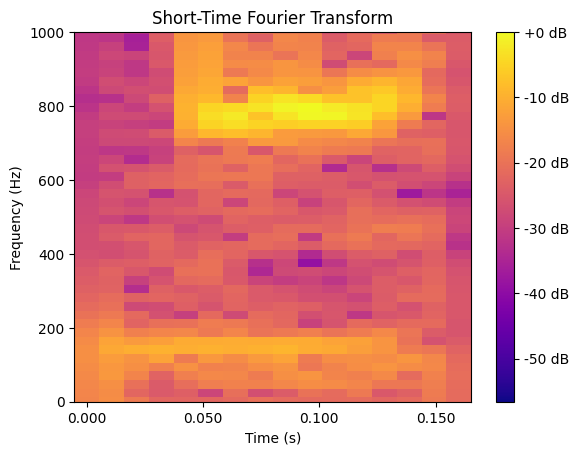 Short-Time Fourier Transform
1000
800
600
400
200
0
Frequency (Hz)
0.000
0.050
0.100
0.150
Time (s)
+0 dB
-10 dB
-20 dB
-30 dB
-40 dB
-50 dB